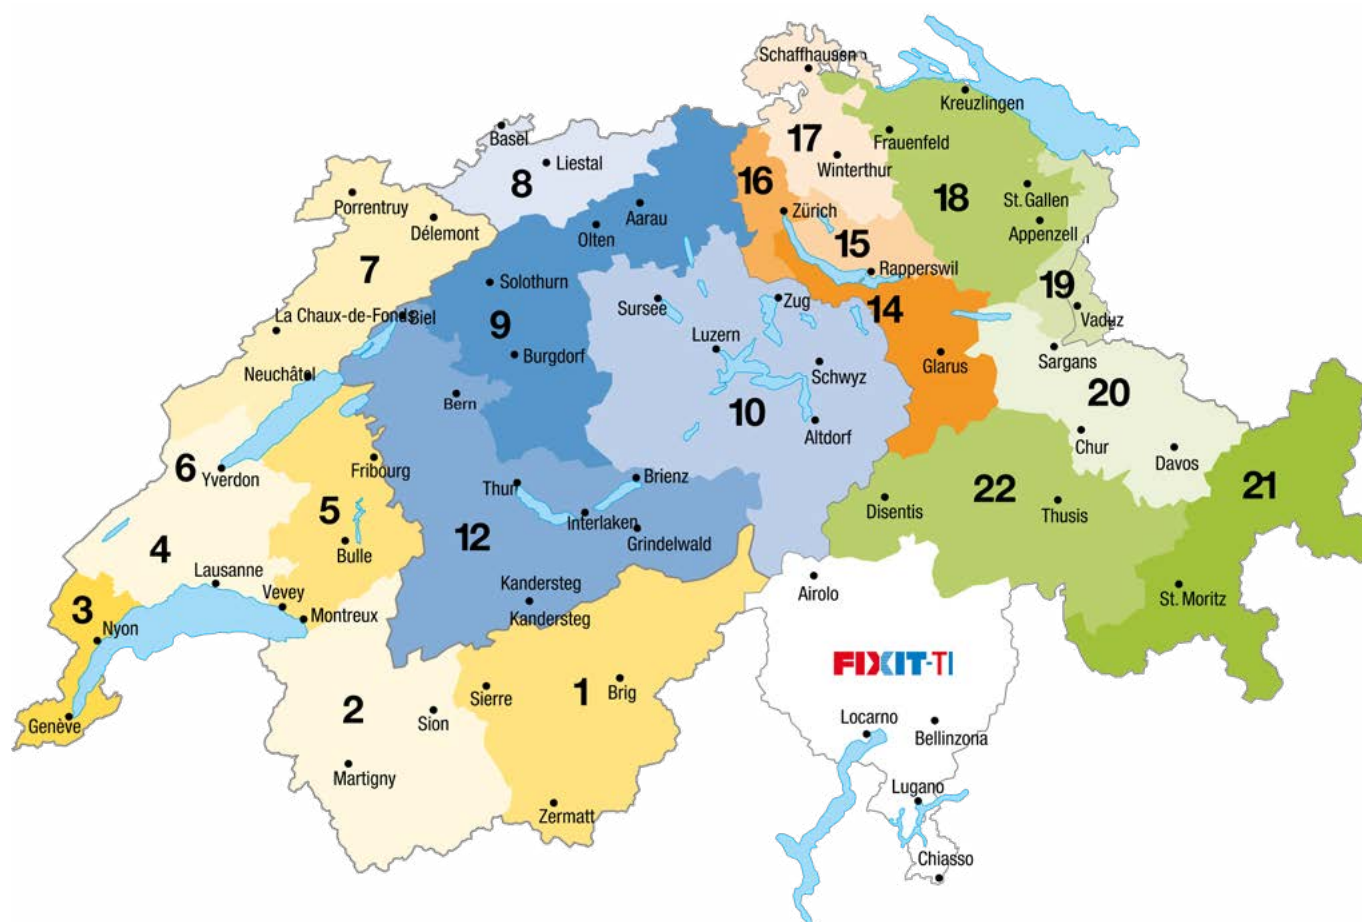 Schaffhausen
Kreuzlingen
Basel
17
Frauenfeld
Liestal
Winterthur
8
16
18
Porrentruy
St. Gallen
Aarau
Zürich
Délemont
Olten
Appenzell
15
7
Rapperswil
Solothurn
19
Sursee
Zug
La Chaux-de-Fonds
Biel
9
14
Vaduz
Luzern
Burgdorf
Sargans
Neuchâtel
Schwyz
Glarus
Bern
20
10
Altdorf
6
Chur
Yverdon
Fribourg
Davos
Brienz
Thun
22
21
5
Disentis
Thusis
Interlaken
4
12
Grindelwald
Bulle
Lausanne
Kandersteg
Airolo
St. Moritz
3
Vevey
Montreux
Kandersteg
Nyon
FIXIT-TI
1
2
Sierre
Brig
Genève
Sion
Locarno
Bellinzona
Martigny
Lugano
Zermatt
Chiasso